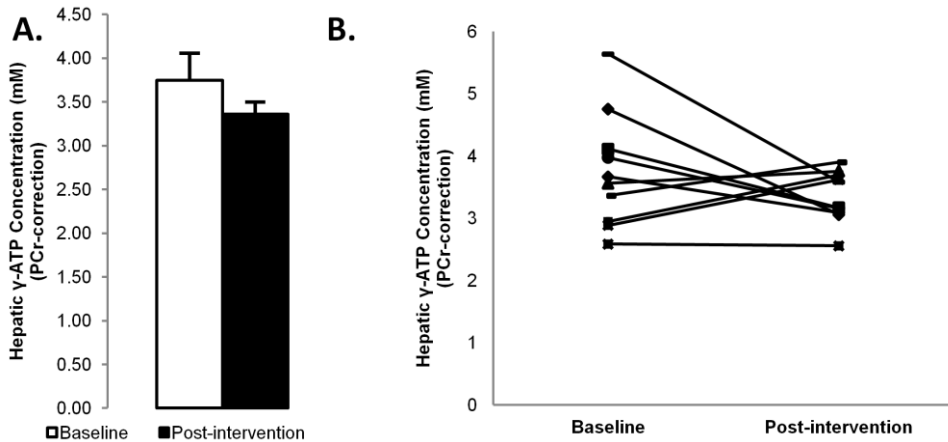 A.
Hepatic γ-ATP Concentration (mM)
(PCr-correction)
4.50
4.00
3.50
3.00
2.50
2.00
1.50
1.00
0.50
0.00
Baseline Post-intervention
B.
Hepatic γ-ATP Concentration (mM)
(PCr-correction)
6
5
4
3
2
1
0
Baseline Post-intervention